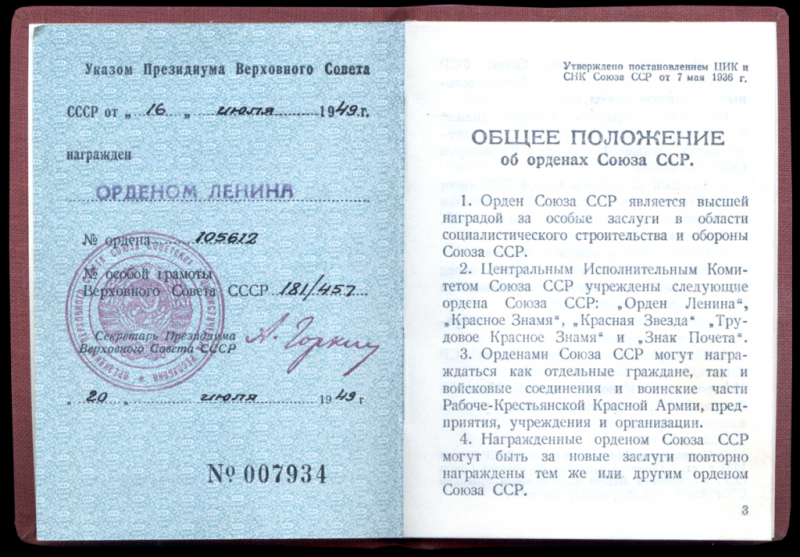 Указом Президиума Верховного Совета
СССР от „ 16 „ июля 1949.г.
награжден
ОРДЕНОМ ЛЕНИНА
№ ордена 105612
№ особой грамоты
Верховного Совета СССР 181/457
Секретарь Президиума
Верховного Совета СССР А. Горкин
„ 20 „ июля 1949 г
№ 007934
Утверждено постановлением ЦИК и
СНК Союза ССР от 7 мая 1936 г.
ОБЩЕЕ ПОЛОЖЕНИЕ
об орденах Союза ССР.
1. Орден Союза ССР является высшей
наградой за особые заслуги в области
социалистического строительства и обороны
Союза ССР.
2. Центральным Исполнительным Коми-
тетом Союза ССР учреждены следующие
ордена Союза ССР: „Орден Ленина“,
„Красное Знамя“, „Красная Звезда“ „Тру-
довое Красное Знамя“ и „Знак Почета“.
3. Орденами Союза ССР могут награ-
ждаться как отдельные граждане, так и
войсковые соединения и воинские части
Рабоче-Крестьянской Красной Армии, пред-
приятия, учреждения и организации.
4. Награжденные орденом Союза ССР
могут быть за новые заслуги повторно
награждены тем же или другим орденом
Союза ССР.
3